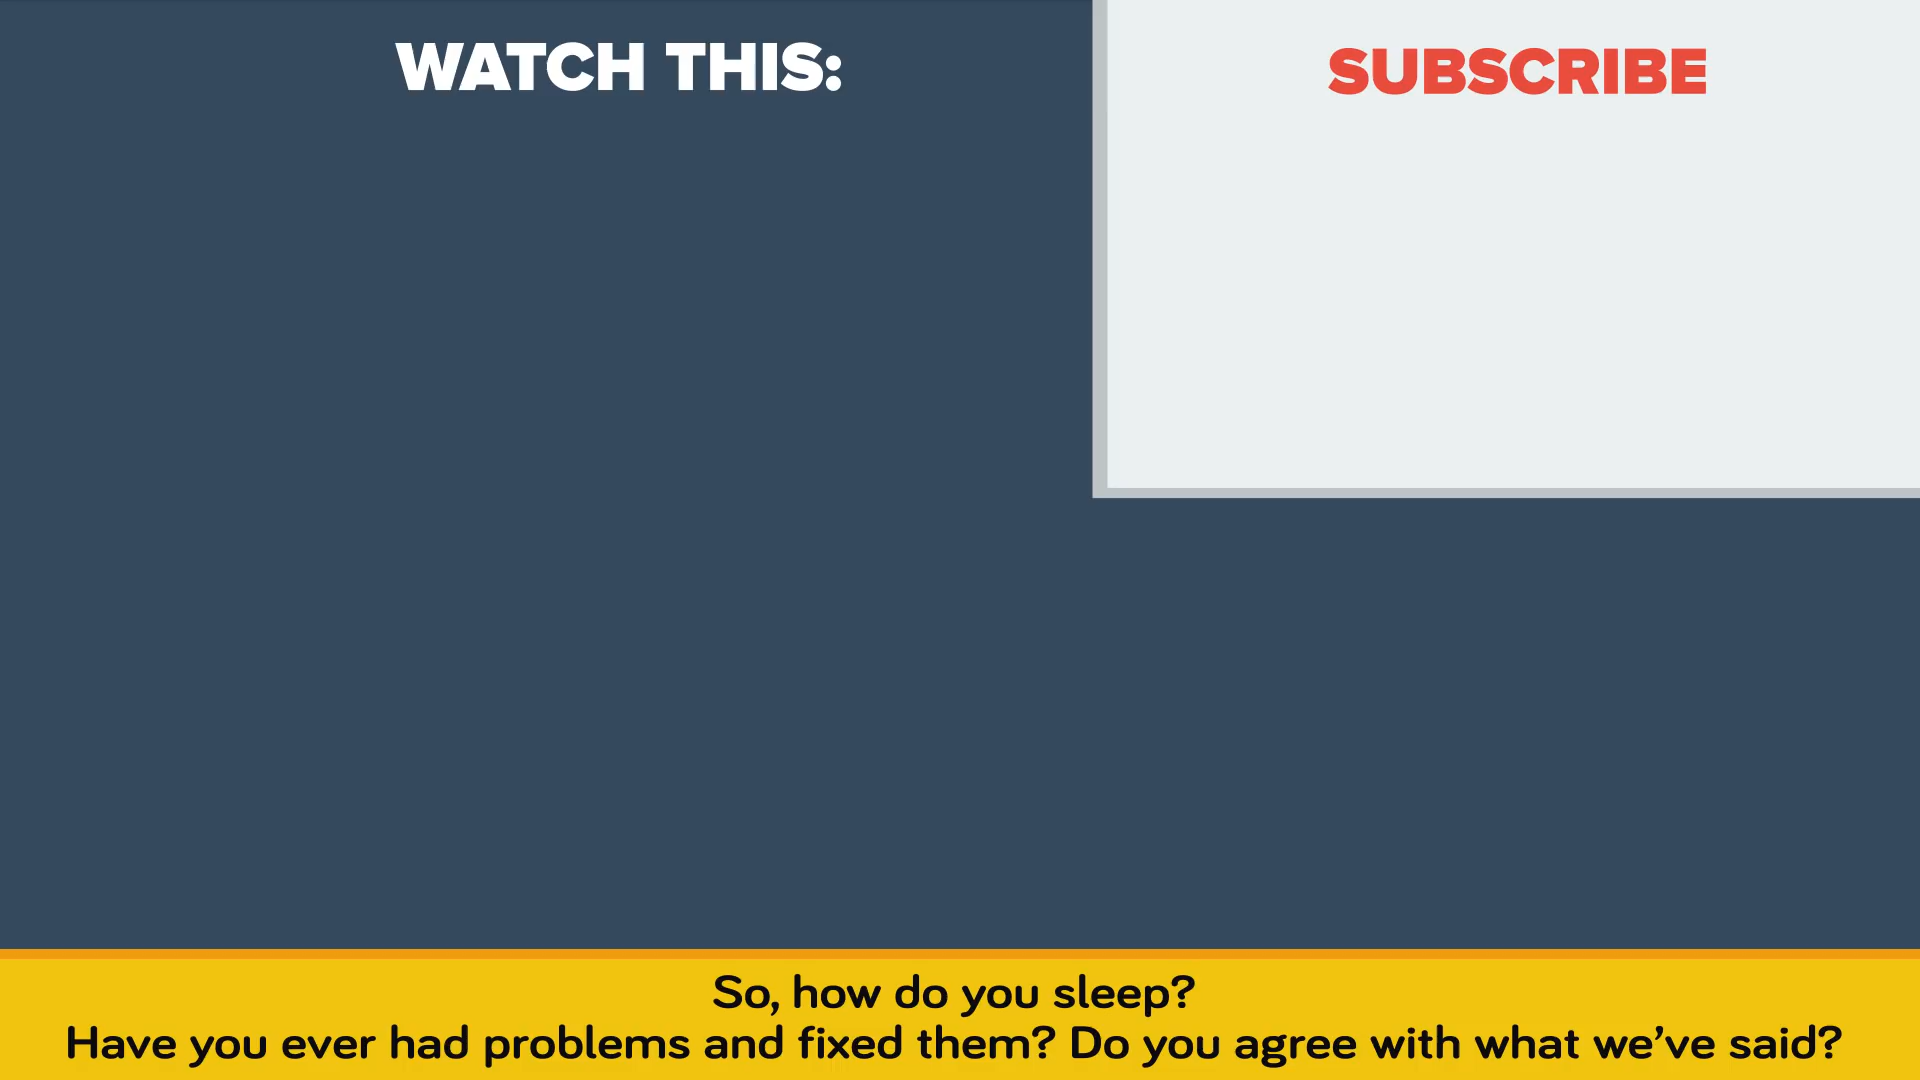 WATCH THIS:
SUBSCRIBE
So, how do you sleep?
Have you ever had problems and fixed them? Do you agree with what we’ve said?